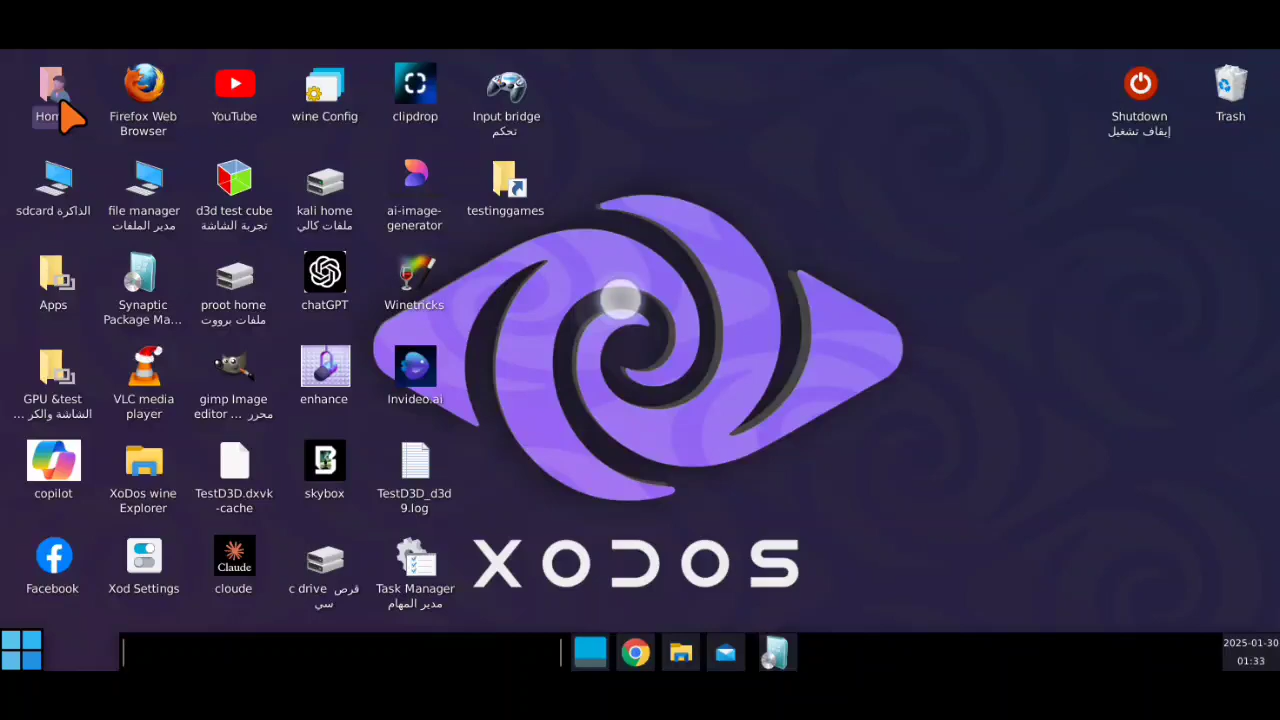 Hom
Firefox Web
Browser
YouTube
wine Config
clipdrop
Input bridge
تحكم
Shutdown
إيقاف تشغيل
Trash
sdcard الذاكرة
file manager
مدير الملفات
d3d test cube
تجربة الشاشة
kali home
ملفات كالي
ai-image-
generator
testinggames
Apps
Synaptic
Package Ma...
proot home
ملفات برووت
chatGPT
Winetricks
GPU &test
الشاشة والكر ...
VLC media
player
gimp Image
editor ... محرر
enhance
Invideo.ai
copilot
XoDos wine
Explorer
TestD3D.dxvk
-cache
skybox
TestD3D_d3d
9.log
Facebook
Xod Settings
Claude
cloude
c drive قرص
سي
Task Manager
مدير المهام
XODOS
2025-01-30
01:33